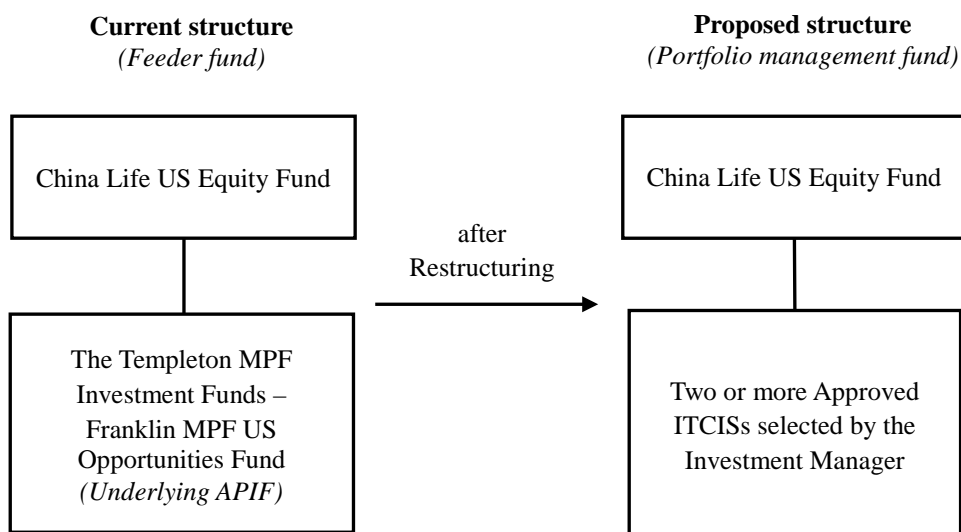 Current structure
(Feeder fund)
China Life US Equity Fund
The Templeton MPF
Investment Funds –
Franklin MPF US
Opportunities Fund
(Underlying APIF)
after
Restructuring
Proposed structure
(Portfolio management fund)
China Life US Equity Fund
Two or more Approved
ITCISs selected by the
Investment Manager